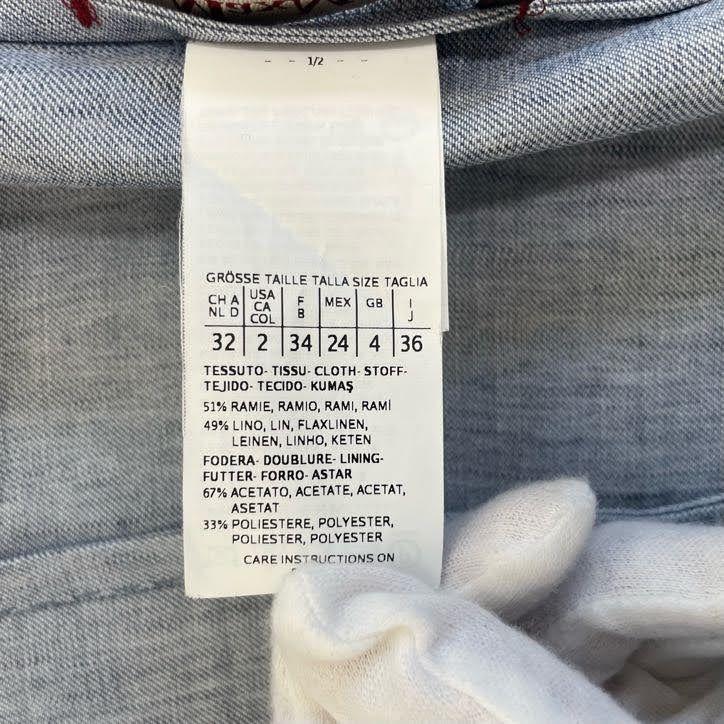 - - 1/2 - -
GRÖSSE TAILLE TALLA SIZE TAGLIA
CH A NL D USA CA COL F B MEX GB I J
32 2 34 24 4 36
TESSUTO- TISSU- CLOTH- STOFF-
TEJIDO- TECIDO- KUMAŞ
51% RAMIE, RAMIO, RAMI, RAMÍ
49% LINO, LIN, FLAXLINEN,
LEINEN, LINHO, KETEN
FODERA- DOUBLURE- LINING-
FUTTER- FORRO- ASTAR
67% ACETATO, ACETATE, ACETAT,
ASETAT
33% POLIESTERE, POLYESTER,
POLIESTER, POLYESTER
CARE INSTRUCTIONS ON